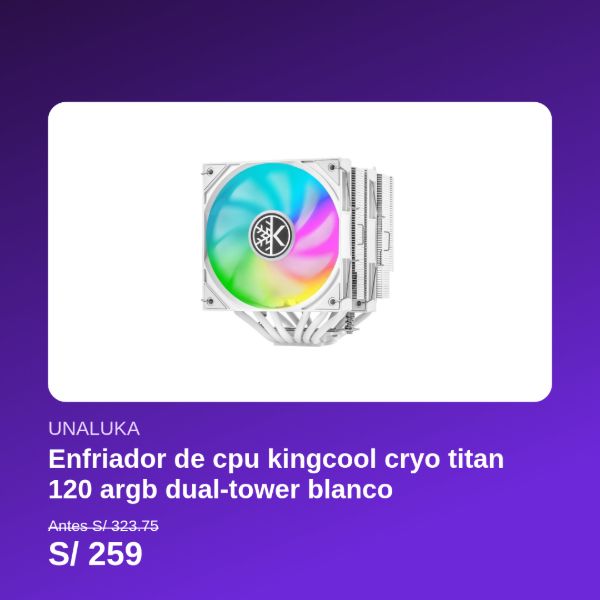 UNALUKA
Enfriador de cpu kingcool cryo titan
120 argb dual-tower blanco
Antes S/ 323.75
S/ 259